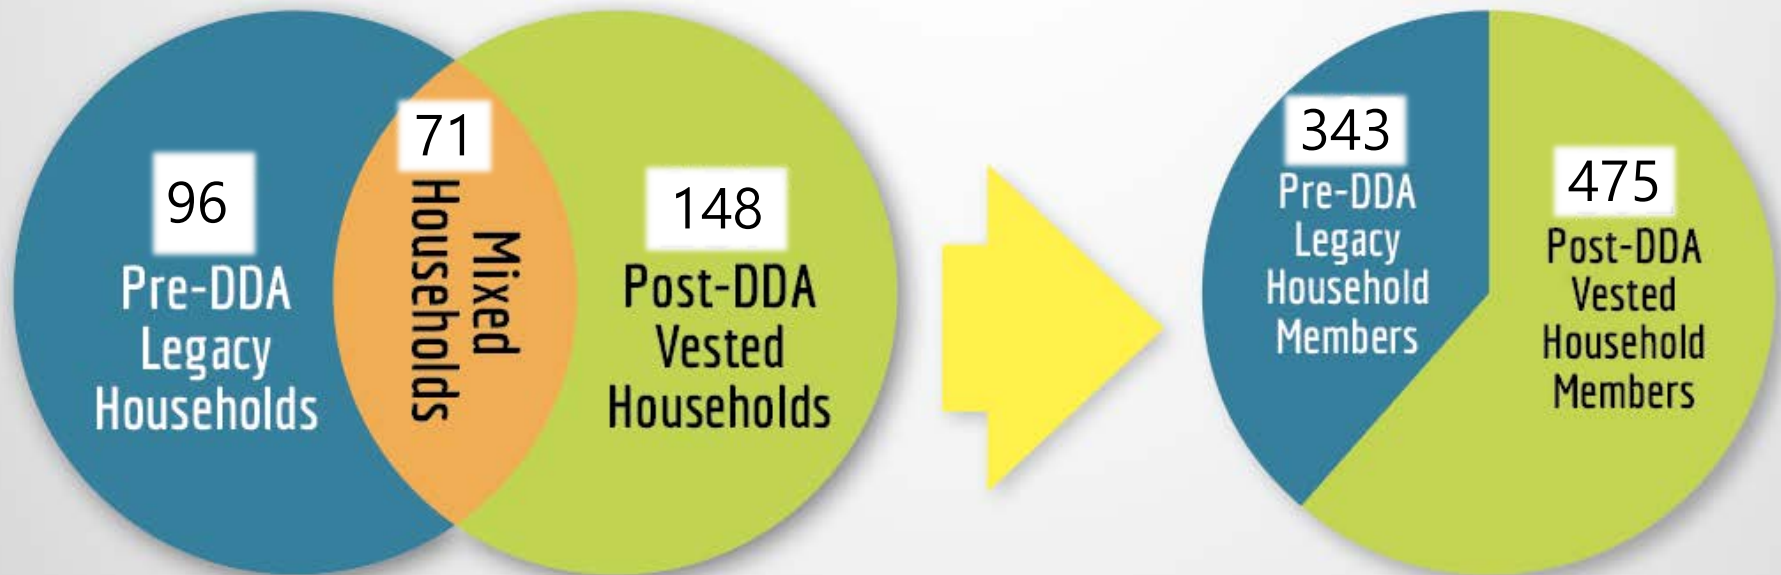 96
Pre-DDA
Legacy
Households
71
Mixed
Households
148
Post-DDA
Vested
Households
343
Pre-DDA
Legacy
Household
Members
475
Post-DDA
Vested
Household
Members